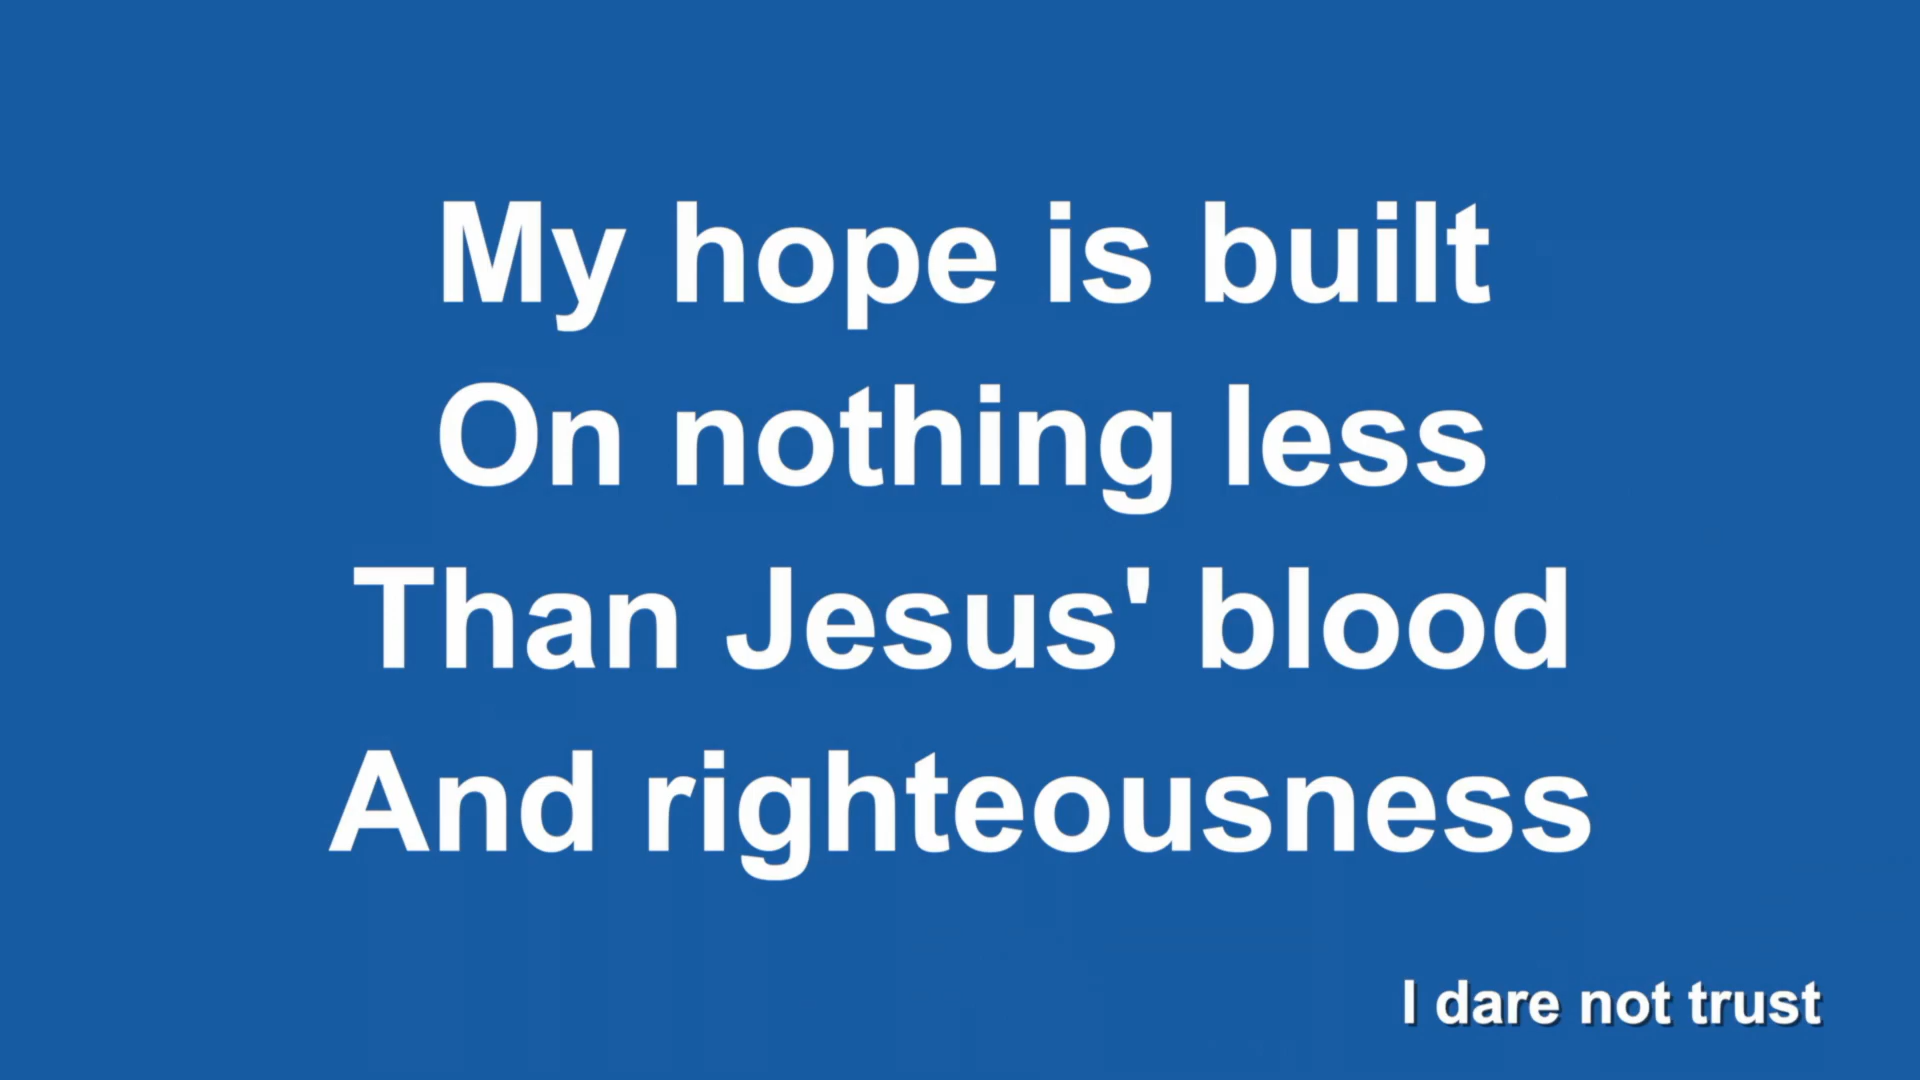 My hope is built
On nothing less
Than Jesus' blood
And righteousness
I dare not trust